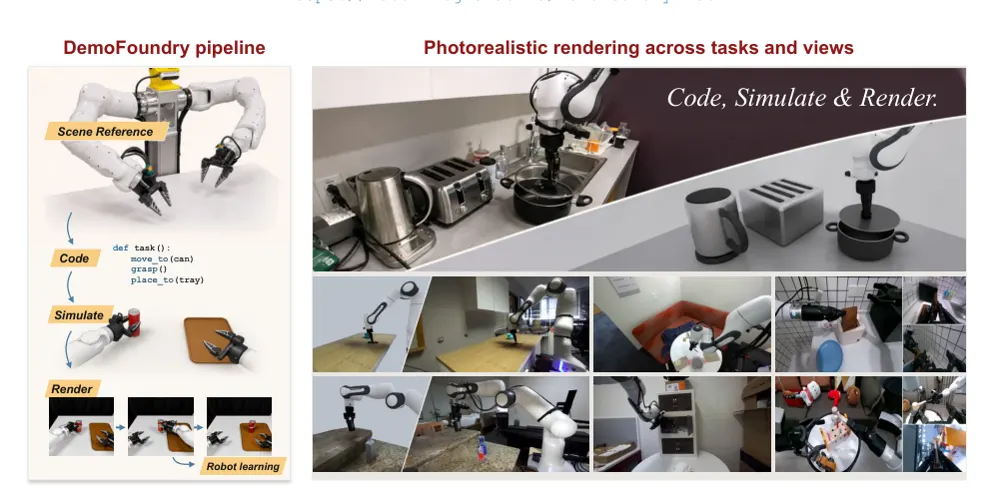 DemoFoundry pipeline
Photorealistic rendering across tasks and views
Scene Reference
Code
def task():
move_to(can)
grasp()
place_to(tray)
Simulate
Render
Robot learning
Code, Simulate & Render.